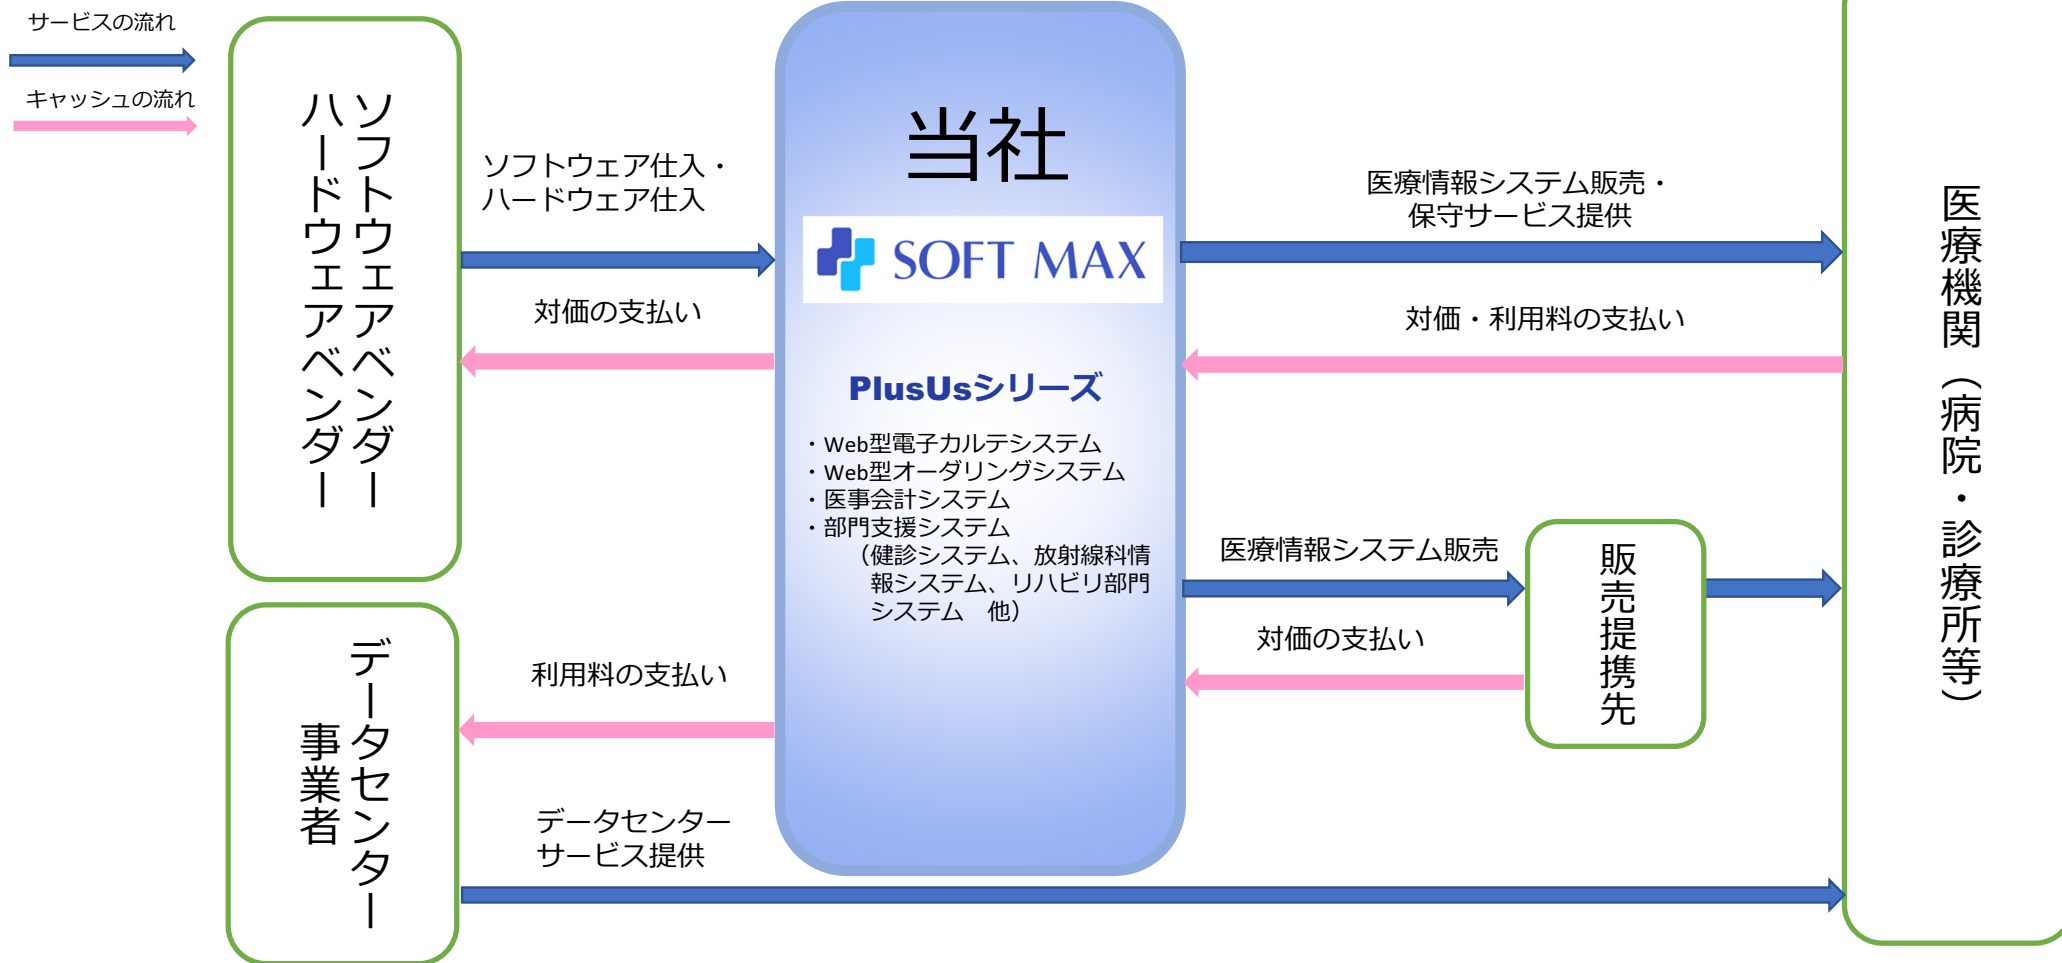 サービスの流れ
キャッシュの流れ
ソフトウェアベンダー
ハードウェアベンダー
ソフトウェア仕入・
ハードウェア仕入
対価の支払い
当社
SOFT MAX
PlusUsシリーズ
・Web型電子カルテシステム
・Web型オーダリングシステム
・医事会計システム
・部門支援システム
（健診システム、放射線科情
報システム、リハビリ部門
システム　他）
医療情報システム販売・
保守サービス提供
対価・利用料の支払い
医療情報システム販売
対価の支払い
販売提携先
医療機関（病院・診療所等）
データセンター
事業者
利用料の支払い
データセンター
サービス提供